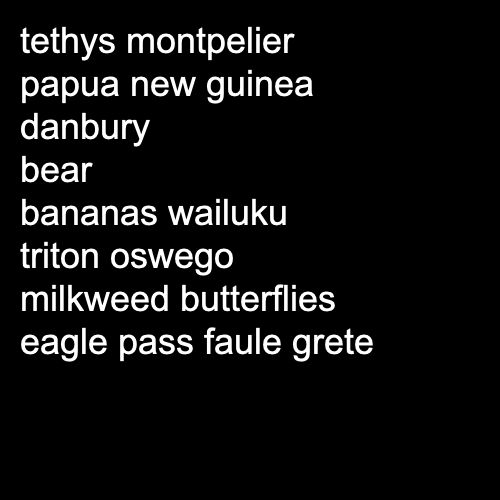 tethys montpelier
papua new guinea
danbury
bear
bananas wailuku
triton oswego
milkweed butterflies
eagle pass faule grete